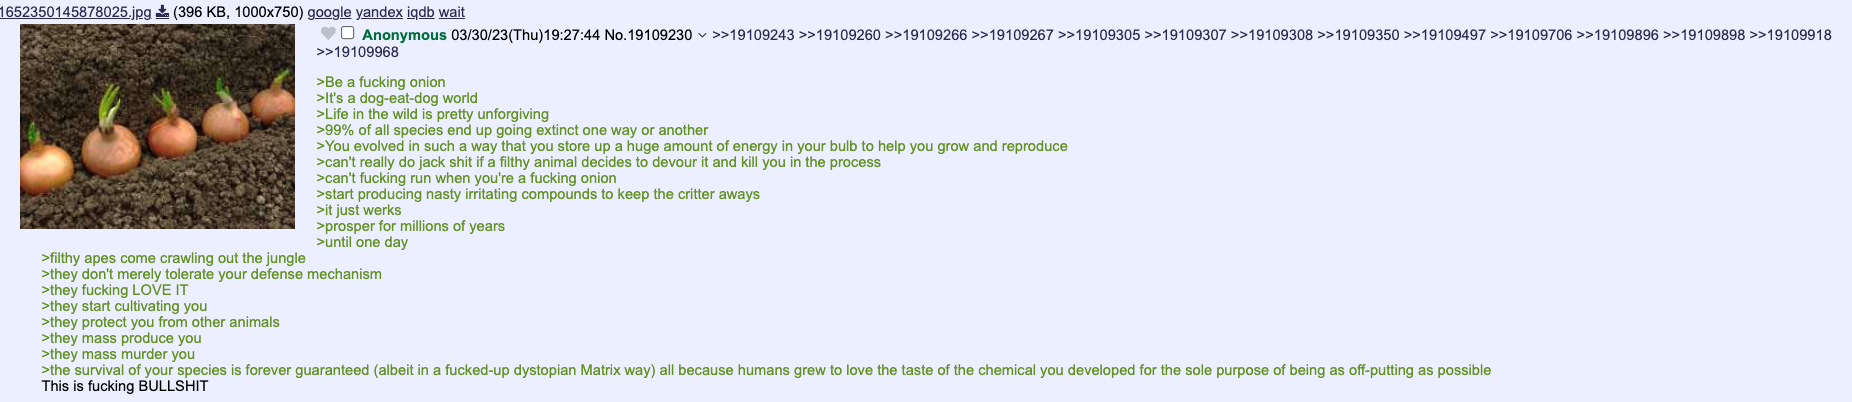 1652350145878025.jpg (396 KB, 1000x750) google yandex iqdb wait
Anonymous 03/30/23(Thu)19:27:44 No.19109230 >>19109243 >>19109260 >>19109266 >>19109267 >>19109305 >>19109307 >>19109308 >>19109350 >>19109497 >>19109706 >>19109896 >>19109898 >>19109918
>>19109968
>Be a fucking onion
>It's a dog-eat-dog world
>Life in the wild is pretty unforgiving
>99% of all species end up going extinct one way or another
>You evolved in such a way that you store up a huge amount of energy in your bulb to help you grow and reproduce
>can't really do jack shit if a filthy animal decides to devour it and kill you in the process
>can't fucking run when you're a fucking onion
>start producing nasty irritating compounds to keep the critter aways
>it just werks
>prosper for millions of years
>until one day
>filthy apes come crawling out the jungle
>they don't merely tolerate your defense mechanism
>they fucking LOVE IT
>they start cultivating you
>they protect you from other animals
>they mass produce you
>they mass murder you
>the survival of your species is forever guaranteed (albeit in a fucked-up dystopian Matrix way) all because humans grew to love the taste of the chemical you developed for the sole purpose of being as off-putting as possible
This is fucking BULLSHIT